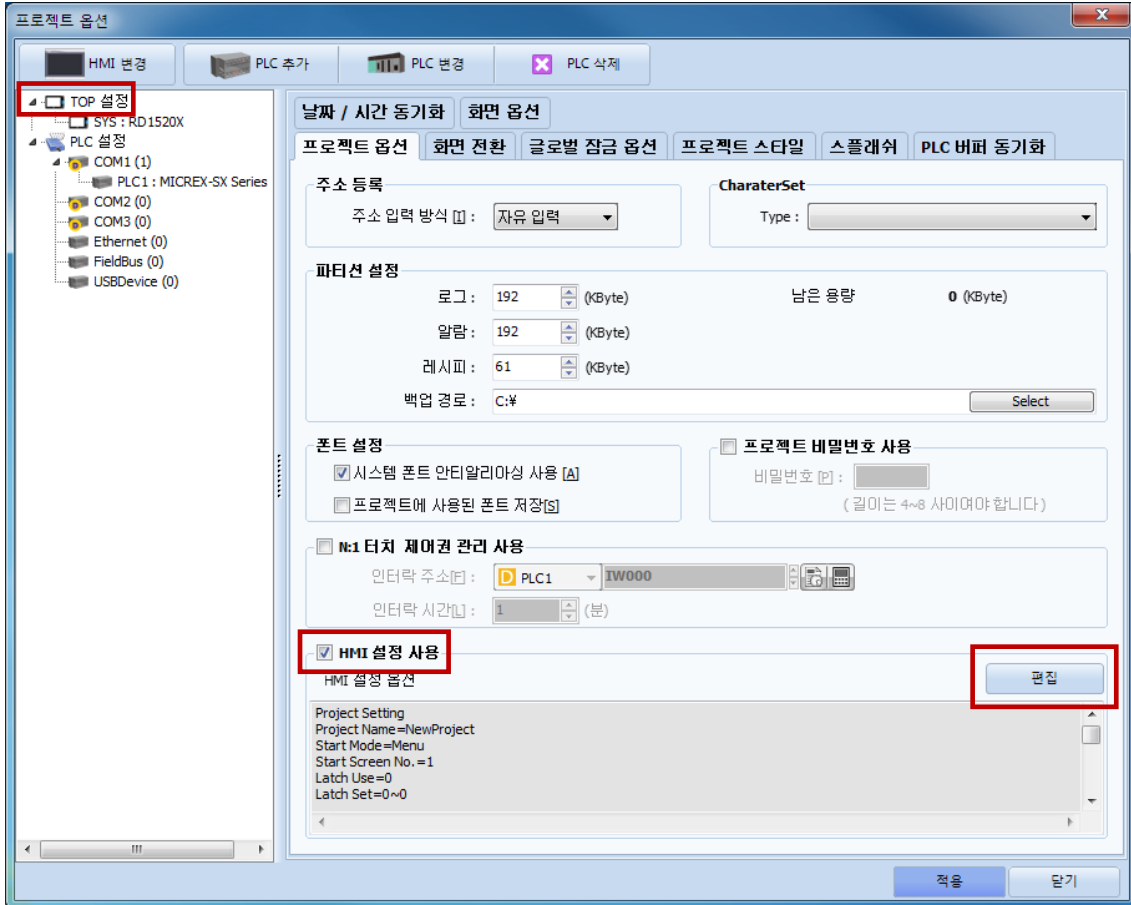 프로젝트 옵션
HMI 변경
PLC 추가
PLC 변경
PLC 삭제
TOP 설정
SYS : RD1520X
PLC 설정
COM1 (1)
PLC1 : MICREX-SX Series
COM2 (0)
COM3 (0)
Ethernet (0)
FieldBus (0)
USBDevice (0)
날짜 / 시간 동기화
화면 옵션
프로젝트 옵션
화면 전환
글로벌 잠금 옵션
프로젝트 스타일
스플래쉬
PLC 버퍼 동기화
주소 등록
주소 입력 방식 [I] : 자유 입력
CharaterSet
Type :
파티션 설정
로그 : 192 (KByte)
남은 용량 0 (KByte)
알람 : 192 (KByte)
레시피 : 61 (KByte)
백업 경로 : C:¥ Select
폰트 설정
시스템 폰트 안티알리아싱 사용 [A]
프로젝트에 사용된 폰트 저장[S]
프로젝트 비밀번호 사용
비밀번호 [P] :
( 길이는 4~8 사이여야 합니다 )
N:1 터치 제어권 관리 사용
인터락 주소[F] : D PLC1 IW000
인터락 시간[L] : 1 (분)
HMI 설정 사용
HMI 설정 옵션
편집
Project Setting
Project Name=NewProject
Start Mode=Menu
Start Screen No.=1
Latch Use=0
Latch Set=0~0
적용
닫기